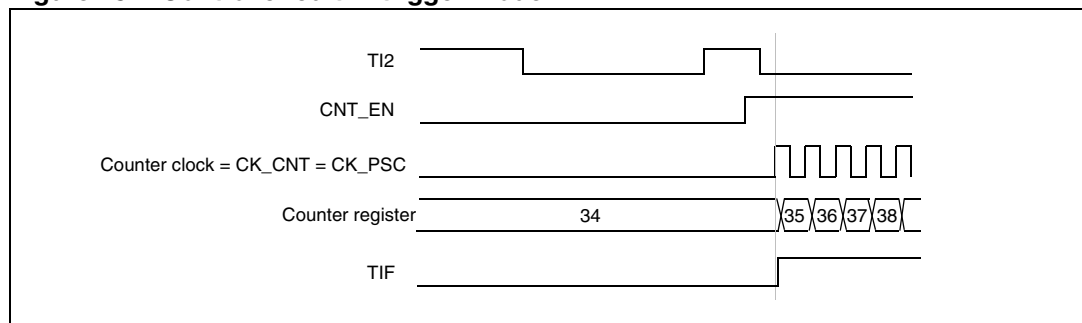 TI2
CNT_EN
Counter clock = CK_CNT = CK_PSC
Counter register 34 35 36 37 38
TIF